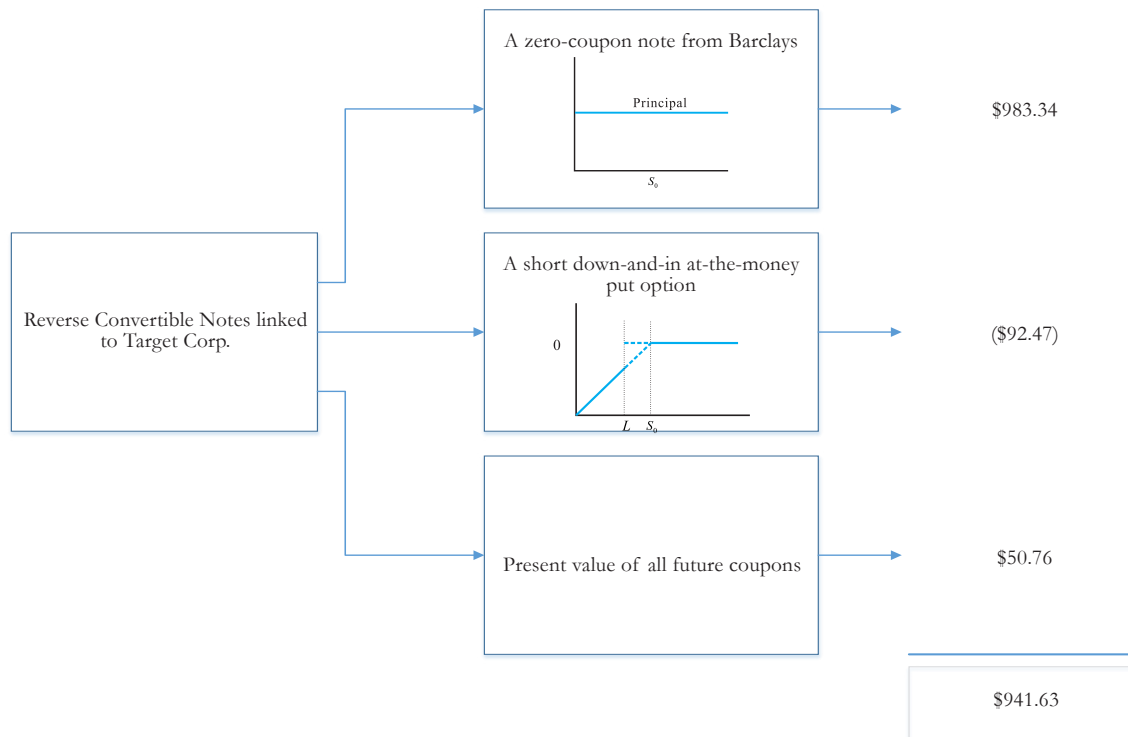 A zero-coupon note from Barclays
Principal
S₀
$983.34
Reverse Convertible Notes linked
to Target Corp.
A short down-and-in at-the-money
put option
0
L S₀
($92.47)
Present value of all future coupons
$50.76
$941.63